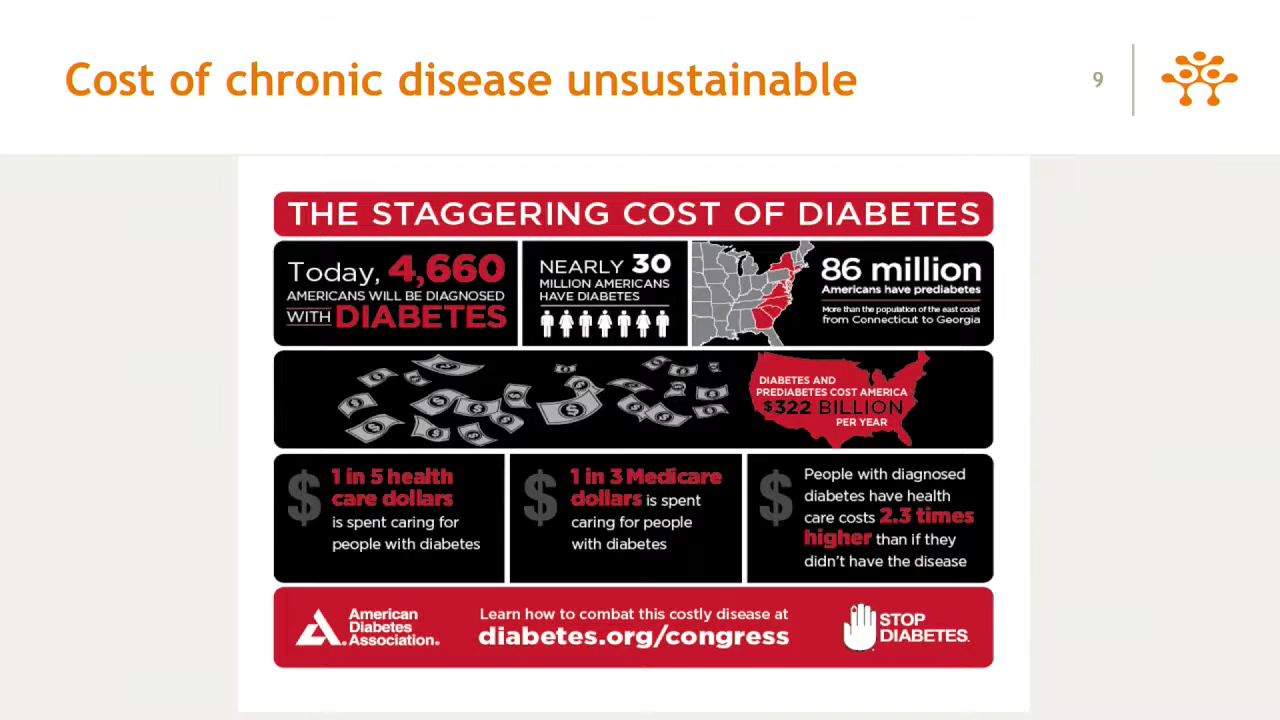 Cost of chronic disease unsustainable
9
THE STAGGERING COST OF DIABETES
Today, 4,660
AMERICANS WILL BE DIAGNOSED
WITH DIABETES
NEARLY 30
MILLION AMERICANS
HAVE DIABETES
86 million
Americans have prediabetes
More than the population of the east coast
from Connecticut to Georgia
DIABETES AND
PREDIABETES COST AMERICA
$322 BILLION
PER YEAR
$ 1 in 5 health
care dollars
is spent caring for
people with diabetes
$ 1 in 3 Medicare
dollars is spent
caring for people
with diabetes
$ People with diagnosed
diabetes have health
care costs 2.3 times
higher than if they
didn't have the disease
American
Diabetes
Association.
Learn how to combat this costly disease at
diabetes.org/congress
STOP
DIABETES.